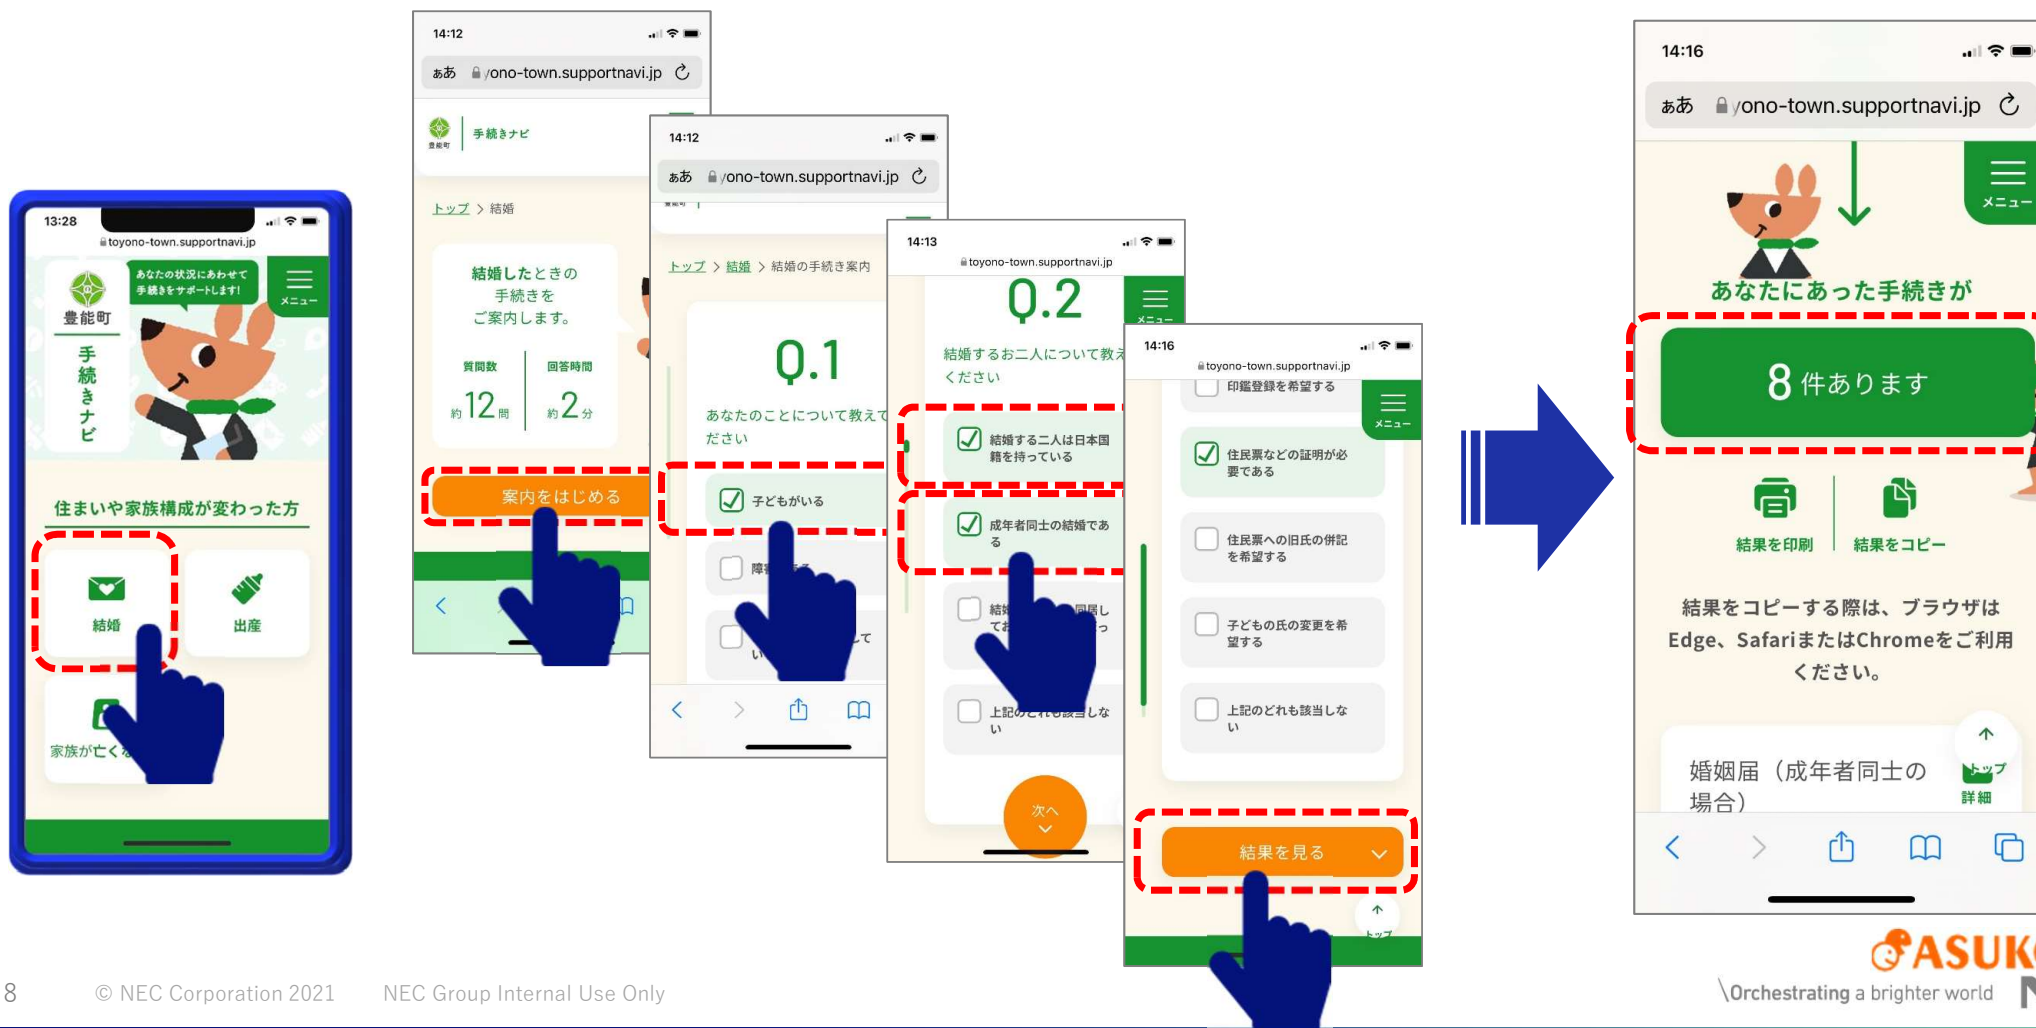 13:28
toyono-town.supportnavi.jp
あなたの状況にあわせて
手続きをサポートします!
メニュー
豊能町
手続きナビ
住まいや家族構成が変わった方
結婚
出産
家族が亡く
14:12
ああ yono-town.supportnavi.jp
豊能町
手続きナビ
トップ > 結婚
結婚したときの
手続きを
ご案内します。
質問数 回答時間
約12問 約2分
案内をはじめる
14:12
ああ yono-town.supportnavi.jp
トップ > 結婚 > 結婚の手続き案内
Q.1
あなたのことについて教えて
ださい
子どもがいる
14:13
toyono-town.supportnavi.jp
メニュー
Q.2
結婚するお二人について教え
ください
結婚する二人は日本国
籍を持っている
成年者同士の結婚であ
る
上記のどれも該当しな
い
次へ
14:16
toyono-town.supportnavi.jp
メニュー
印鑑登録を希望する
住民票などの証明が必
要である
住民票への旧氏の併記
を希望する
子どもの氏の変更を希
望する
上記のどれも該当しな
い
結果を見る
トップ
14:16
ああ yono-town.supportnavi.jp
メニュー
あなたにあった手続きが
8件あります
結果を印刷 結果をコピー
結果をコピーする際は、ブラウザは
Edge、SafariまたはChromeをご利用
ください。
婚姻届（成年者同士の
場合）
トップ
詳細
8 © NEC Corporation 2021 NEC Group Internal Use Only
ASUK
\Orchestrating a brighter world